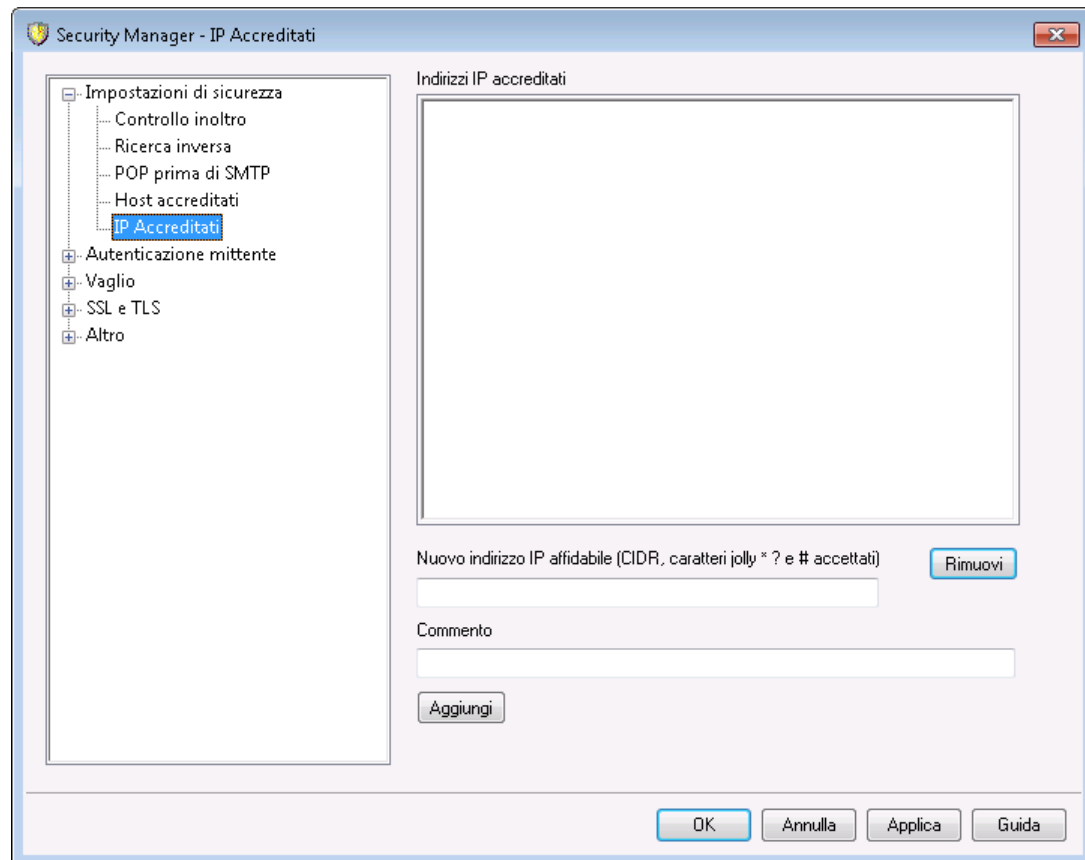 Security Manager - IP Accreditati
Impostazioni di sicurezza
Controllo inoltro
Ricerca inversa
POP prima di SMTP
Host accreditati
IP Accreditati
Autenticazione mittente
Vaglio
SSL e TLS
Altro
Indirizzi IP accreditati
Nuovo indirizzo IP affidabile (CIDR, caratteri jolly * ? e # accettati)
Rimuovi
Commento
Aggiungi
OK
Annulla
Applica
Guida